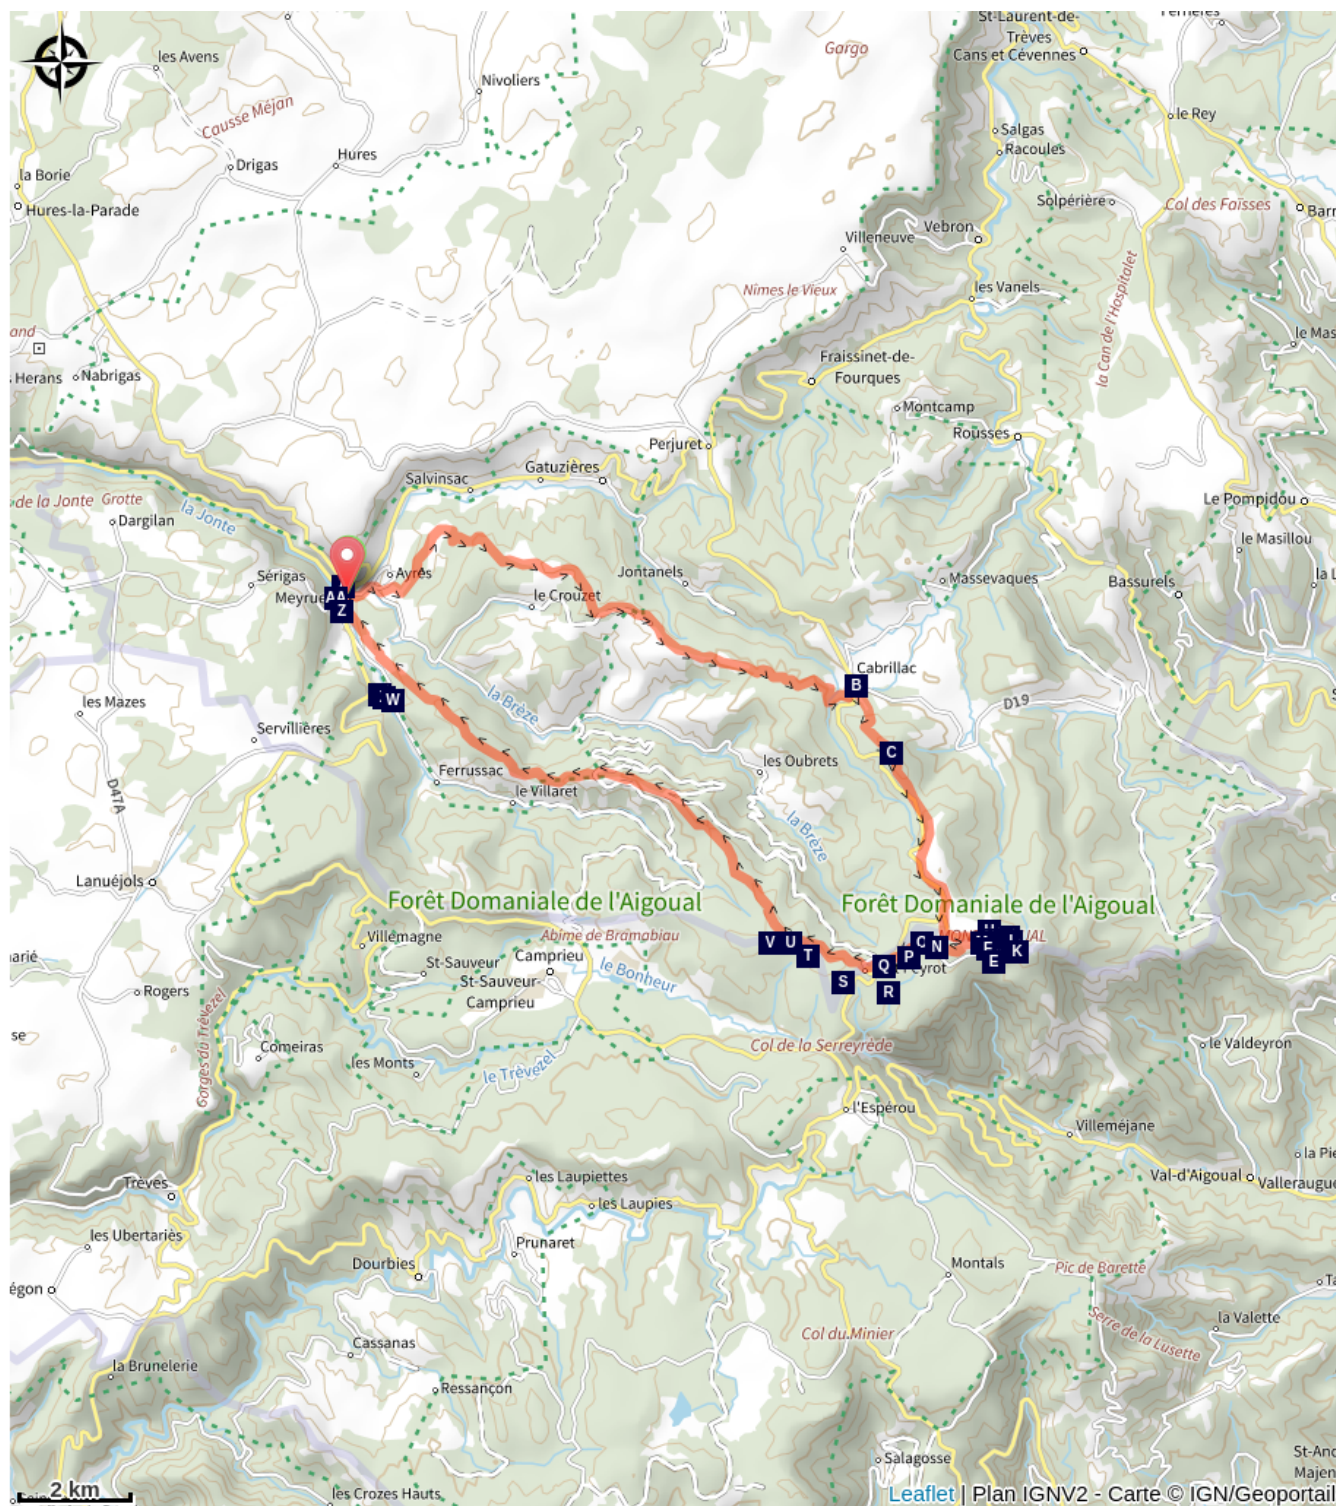 St-Laurent-de-
Trèves
Cans et Cévennes
Gargo
les Avens
Nivoliers
Causse Méjan
le Rey
Salgas
Racoules
Hures
Drigas
la Borie
Hures-la-Parade
Solpérière
Col des Faïsses
Vebron
Villeneuve
la Can de l'Hospitalet
les Vanels
Nîmes le Vieux
Herans
Nabrigas
Fraissinet-de-
Fourques
Montcamp
Rousses
Perjuret
Gatuzières
Salvinsac
de la Jonte
Grotte
la Jonte
Dargilan
Le Pompidou
le Masillou
Sérigas
Ayrès
Jontanels
Massevaques
Bassurels
le Crouzet
A
A
Z
Cabrillac
B
W
la Brèze
les Mazes
D19
Servillières
C
les Oubrets
Ferrussac
le Villaret
D47A
la Brèze
Lanuéjols
Forêt Domaniale de l'Aigoual
Forêt Domaniale de l'Aigoual
Villemagne
Abîme de Bramabiau
V
U
T
N
P
Q
K
E
S
R
Camprieu
St-Sauveur
St-Sauveur-
Camprieu
le Bonheur
Rogers
Gorges du Trévezel
Comeiras
les Monts
le Trévezel
Col de la Serreyrède
le Valdeyron
l'Espérou
Villeméjane
Val-d'Aigoual
Trèves
les Laupiettes
les Laupies
les Ubertariès
Prunaret
Dourbies
Montals
Pic de Barette
la Valette
Serre de la Lusette
Col du Minier
Cassanas
la Brunelerie
Ressançon
Salagosse
les Crozes Hauts
2 km
Leaflet | Plan IGNV2 - Carte © IGN/Geoportail